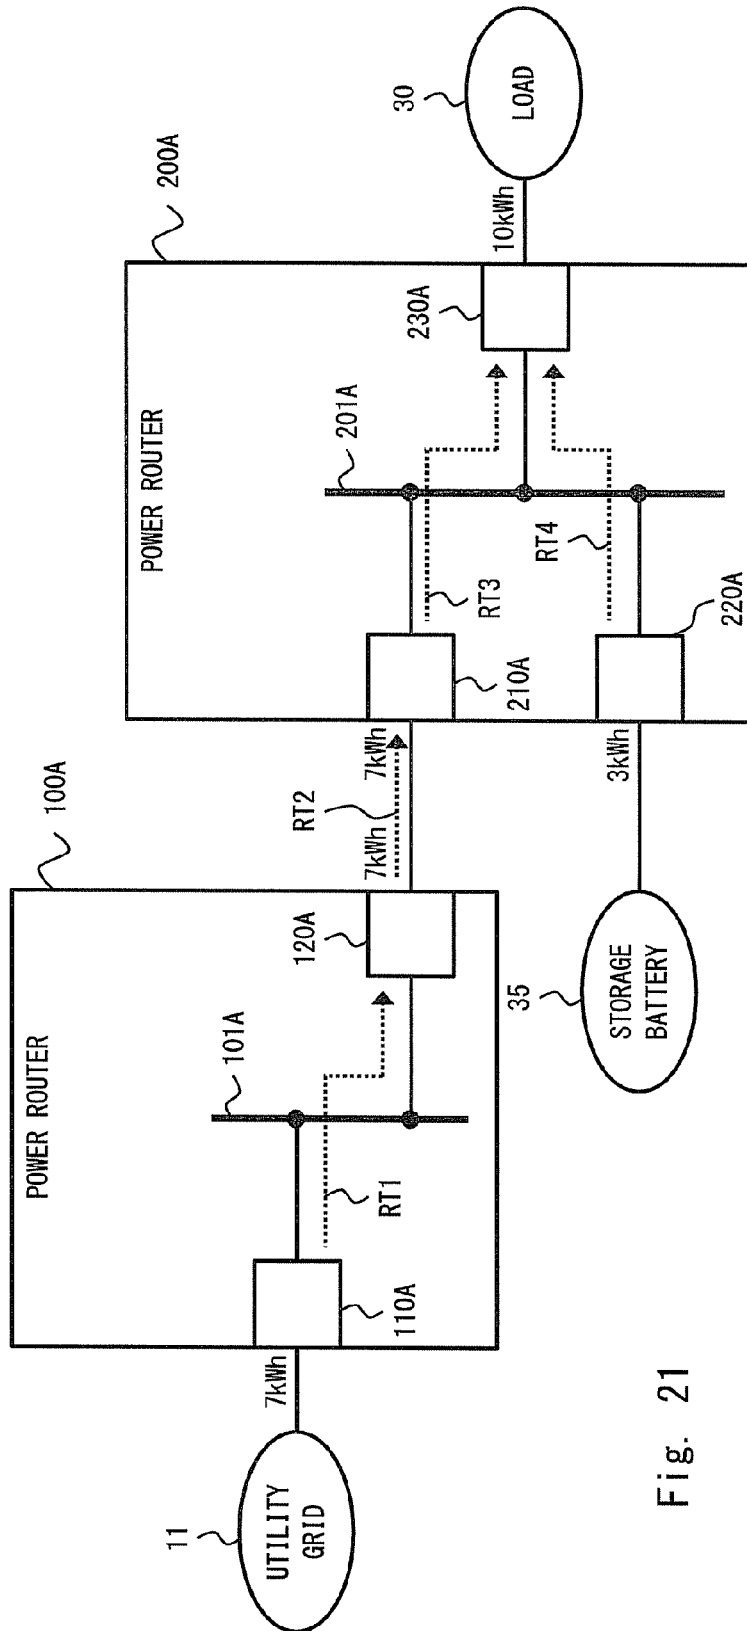 11
UTILITY
GRID
7kWh
100A
POWER ROUTER
110A
RT1
101A
120A
7kWh
RT2
7kWh
35
STORAGE
BATTERY
3kWh
200A
POWER ROUTER
210A
RT3
201A
220A
RT4
230A
10kWh
30
LOAD
Fig. 21